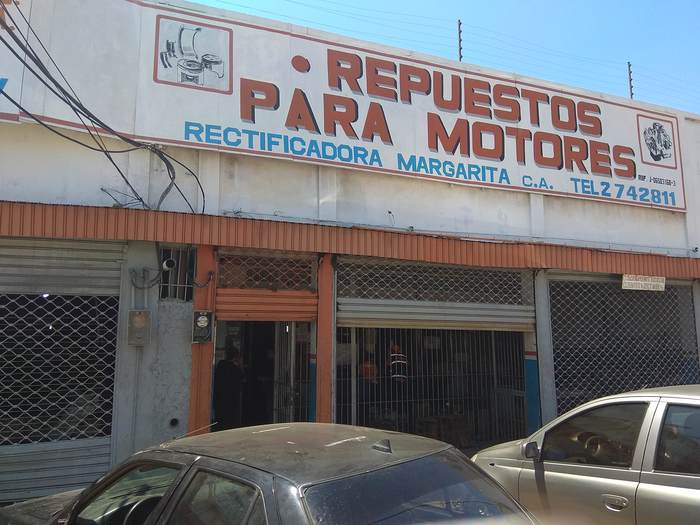 • REPUESTOS
PARA MOTORES
RECTIFICADORA MARGARITA C.A. TEL 2742811